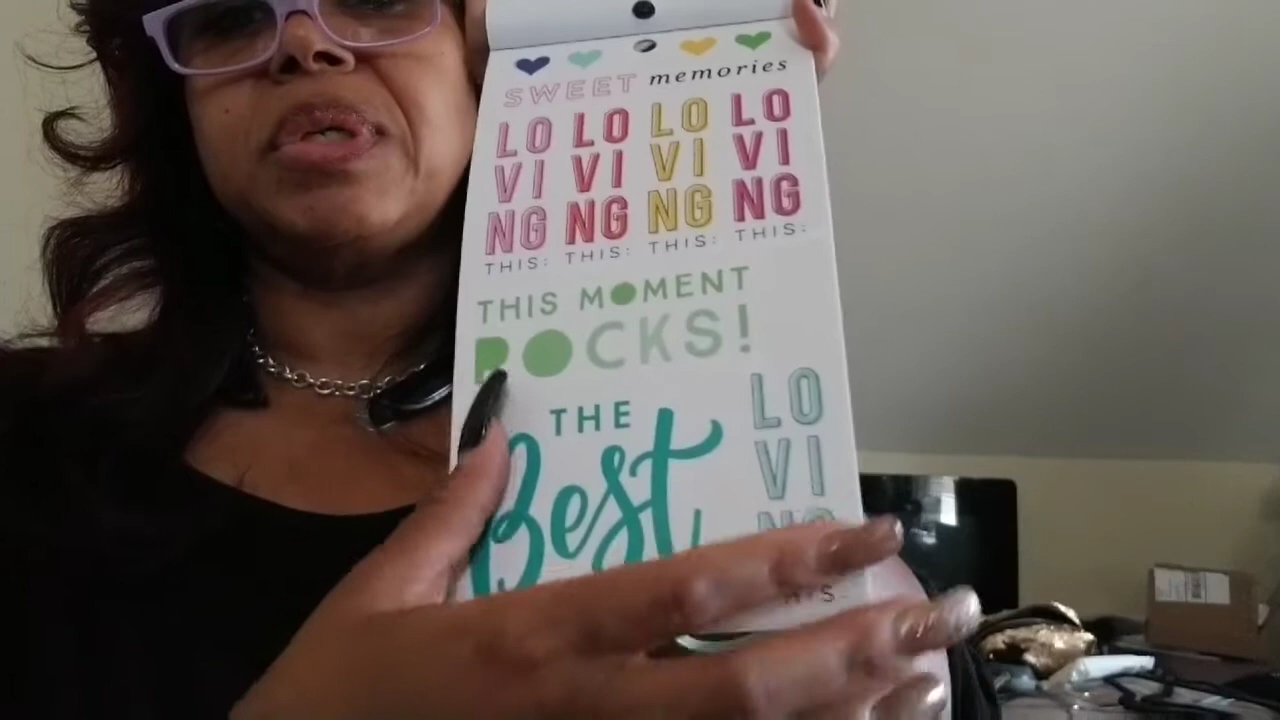 SWEET memories
LO LO LO LO
VI VI VI VI
NG NG NG NG
THIS: THIS: THIS: THIS:
THIS MOMENT
ROCKS!
THE
Best
LO
VI
NG